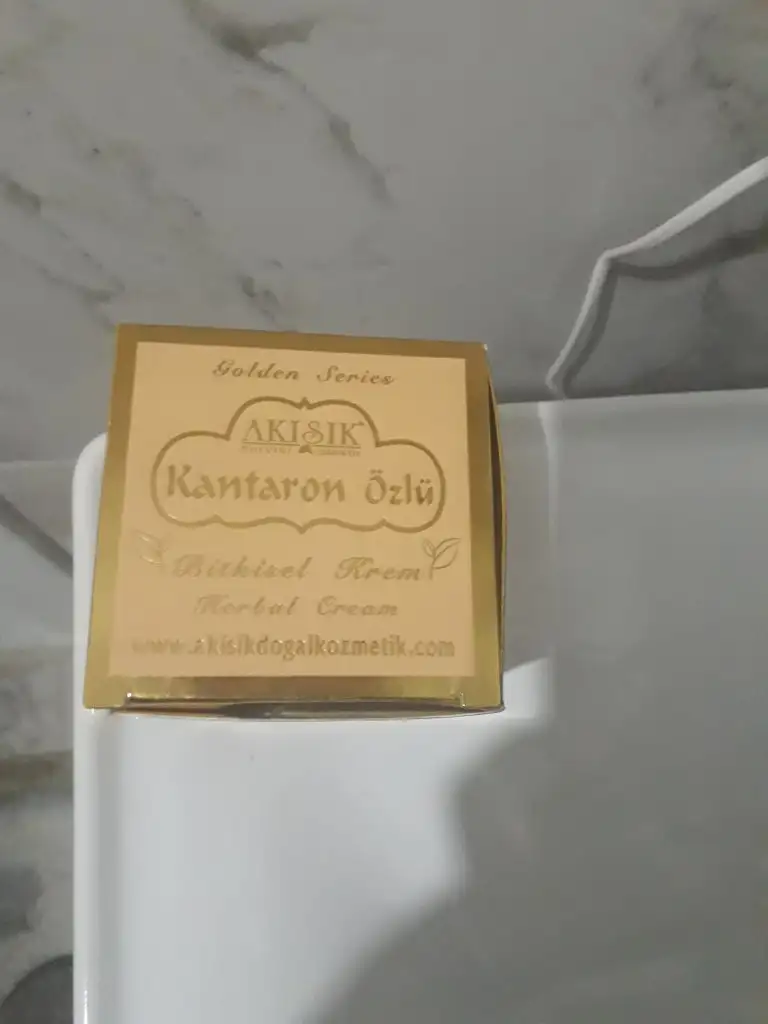 Golden Series
AKIŞIK
Kantaron Özlü
Bitkisel Krem
Herbal Cream
www.akisikdogalkozmetik.com